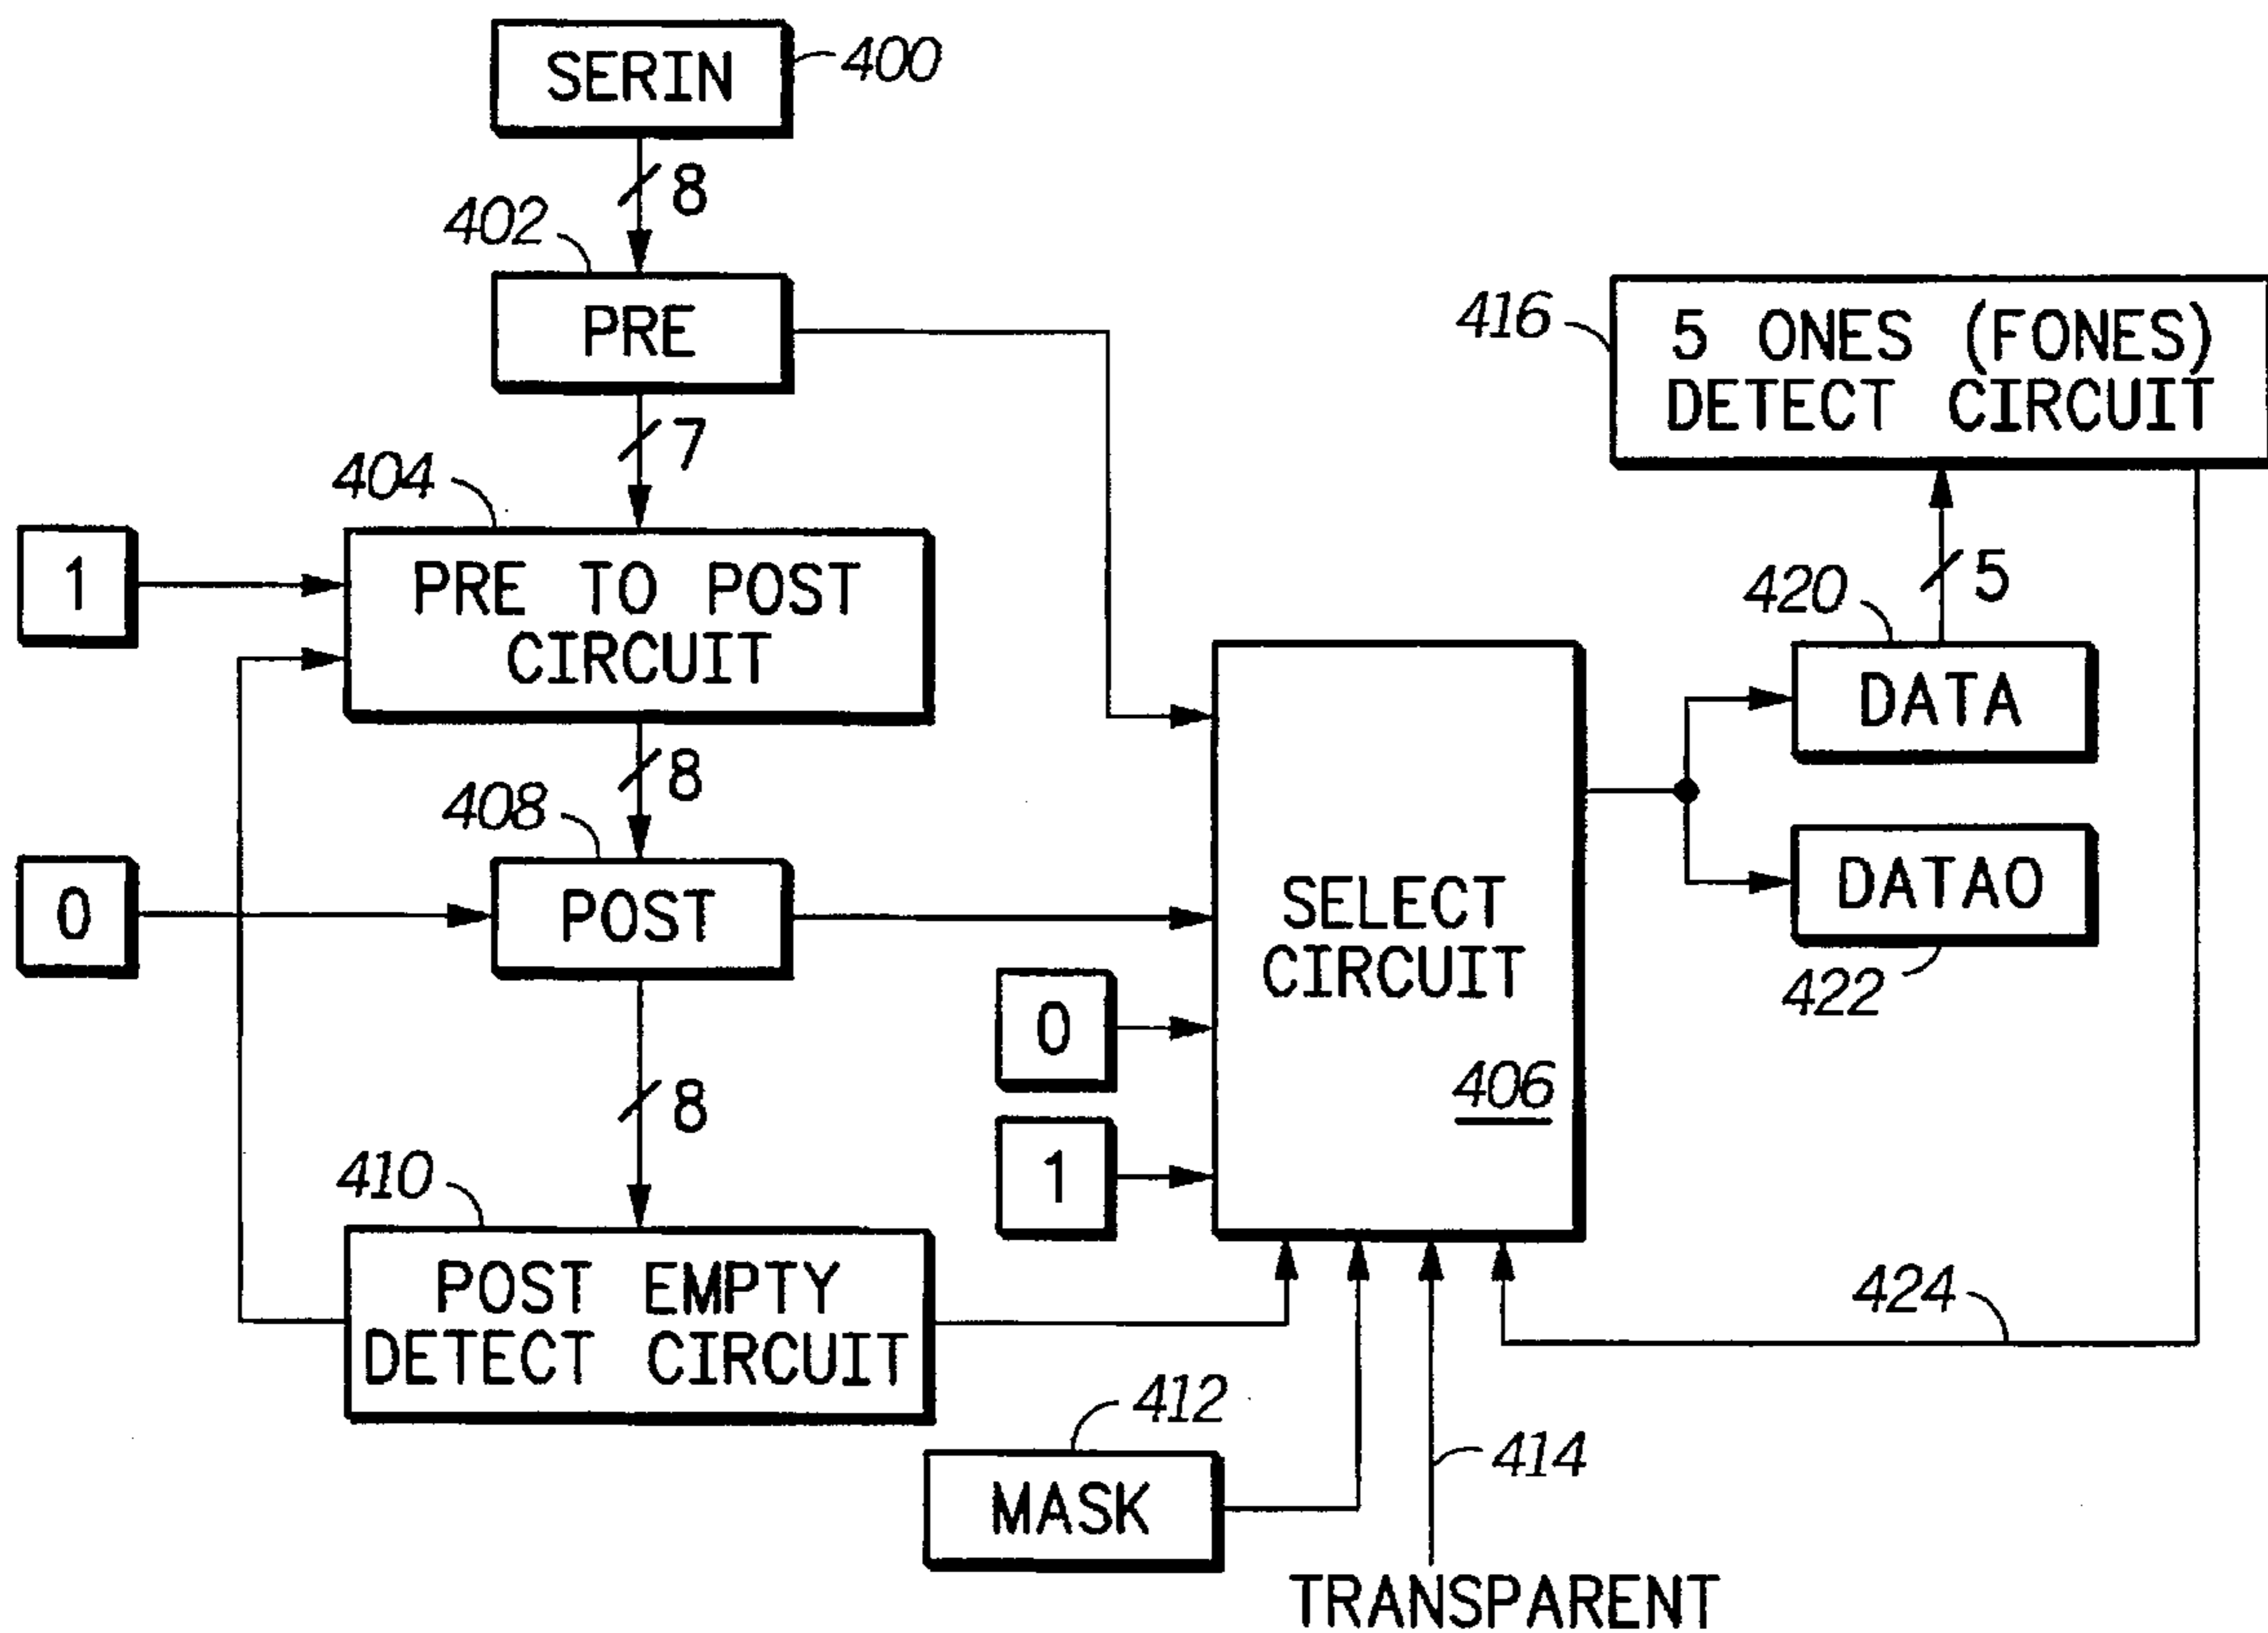 SERIN
400
8
402
PRE
416
5 ONES (FONES)
DETECT CIRCUIT
7
404
1
PRE TO POST
CIRCUIT
5
420
DATA
8
408
0
POST
SELECT
CIRCUIT
406
DATAO
422
0
1
8
410
POST EMPTY
DETECT CIRCUIT
424
412
MASK
414
TRANSPARENT